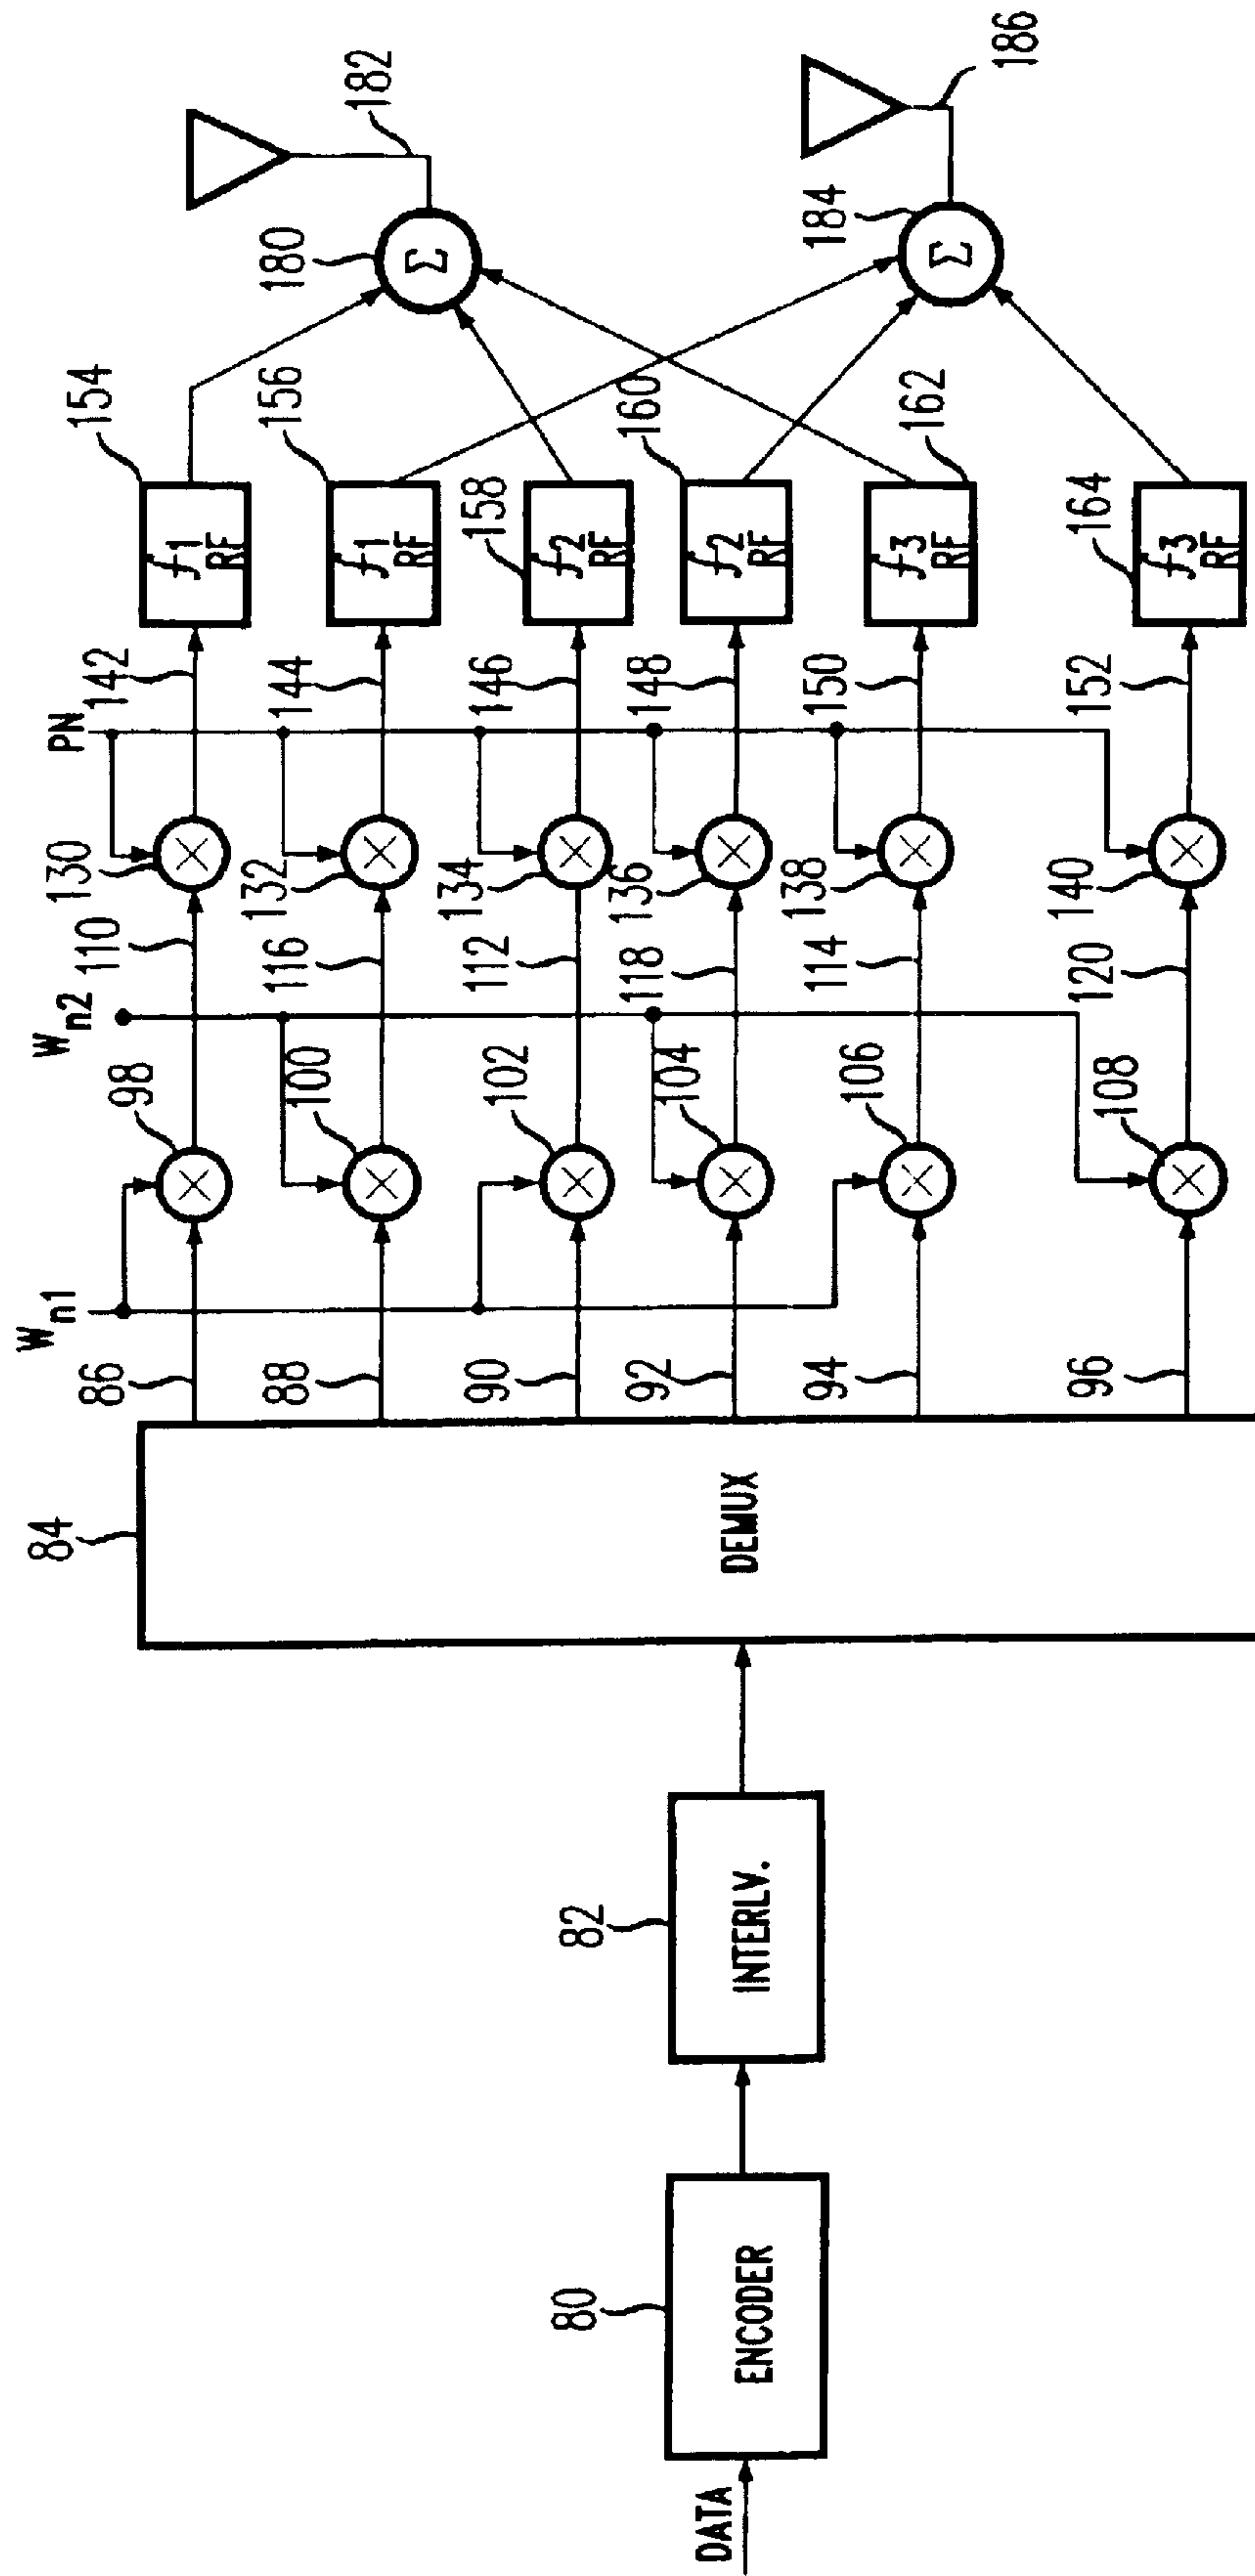 DATA
80
ENCODER
82
INTERLV.
84
DEMUX
86
88
90
92
94
96
Wn1
98
100
102
104
106
108
Wn2
110
116
112
118
114
120
130
132
134
136
138
140
PN
142
144
146
148
150
152
f1
RF
154
f1
RF
156
f2
RF
158
f2
RF
160
f3
RF
162
f3
RF
164
180
Σ
182
184
Σ
186